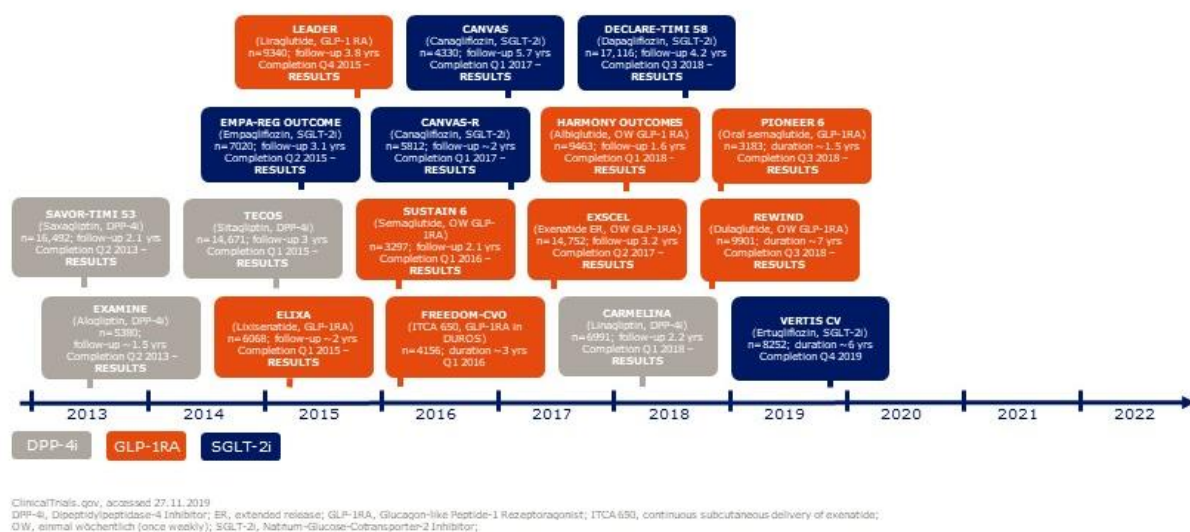 LEADER
(Liraglutide, GLP-1 RA)
n=9340; follow-up 3.8 yrs
Completion Q4 2015 –
RESULTS
CANVAS
(Canagliflozin, SGLT-2i)
n=4330; follow-up 5.7 yrs
Completion Q1 2017 –
RESULTS
DECLARE-TIMI 58
(Dapagliflozin, SGLT-2i)
n=17,116; follow-up 4.2 yrs
Completion Q3 2018 –
RESULTS
EMPA-REG OUTCOME
(Empagliflozin, SGLT-2i)
n=7020; follow-up 3.1 yrs
Completion Q2 2015 –
RESULTS
CANVAS-R
(Canagliflozin, SGLT-2i)
n=5812; follow-up ~2 yrs
Completion Q1 2017 –
RESULTS
HARMONY OUTCOMES
(Albiglutide, OW GLP-1 RA)
n=9463; follow-up 1.6 yrs
Completion Q1 2018 –
RESULTS
PIONEER 6
(Oral semaglutide, GLP-1RA)
n=3183; duration ~1.5 yrs
Completion Q3 2018 –
RESULTS
SAVOR-TIMI 53
(Saxagliptin, DPP-4i)
n=16,492; follow-up 2.1 yrs
Completion Q2 2013 –
RESULTS
TECOS
(Sitagliptin, DPP-4i)
n=14,671; follow-up 3 yrs
Completion Q1 2015 –
RESULTS
SUSTAIN 6
(Semaglutide, OW GLP-
1RA)
n=3297; follow-up 2.1 yrs
Completion Q1 2016 –
RESULTS
EXSCEL
(Exenatide ER, OW GLP-1RA)
n=14,752; follow-up 3.2 yrs
Completion Q2 2017 –
RESULTS
REWIND
(Dulaglutide, OW GLP-1RA)
n=9901; duration ~7 yrs
Completion Q3 2018 –
RESULTS
EXAMINE
(Alogliptin, DPP-4i)
n=5380;
follow-up ~1.5 yrs
Completion Q2 2013 –
RESULTS
ELIXA
(Lixisenatide, GLP-1RA)
n=6068; follow-up ~2 yrs
Completion Q1 2015 –
RESULTS
FREEDOM-CVO
(ITCA 650, GLP-1RA in
DUROS)
n=4156; duration ~3 yrs
Q1 2016
CARMELINA
(Linagliptin, DPP-4i)
n=6991; follow-up 2.2 yrs
Completion Q1 2018 –
RESULTS
VERTIS CV
(Ertugliflozin, SGLT-2i)
n=8252; duration ~6 yrs
Completion Q4 2019
2013 2014 2015 2016 2017 2018 2019 2020 2021 2022
DPP-4i GLP-1RA SGLT-2i
ClinicalTrials.gov, accessed 27.11.2019
DPP-4i, Dipeptidylpeptidase-4 Inhibitor; ER, extended release; GLP-1RA, Glucagon-like Peptide-1 Rezeptoragonist; ITCA 650, continuous subcutaneous delivery of exenatide;
OW, einmal wöchentlich (once weekly); SGLT-2i, Natrium-Glucose-Cotransporter-2 Inhibitor;